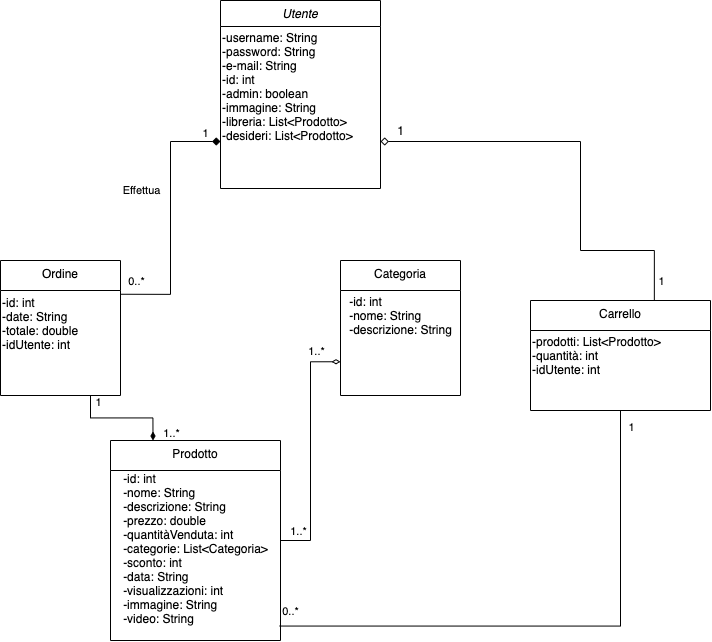 Utente
-username: String
-password: String
-e-mail: String
-id: int
-admin: boolean
-immagine: String
-libreria: List<Prodotto>
-desideri: List<Prodotto>
1
1
Effettua
0..*
1
Ordine
-id: int
-date: String
-totale: double
-idUtente: int
Categoria
-id: int
-nome: String
-descrizione: String
Carrello
-prodotti: List<Prodotto>
-quantità: int
-idUtente: int
1..*
1
1..*
1
Prodotto
-id: int
-nome: String
-descrizione: String
-prezzo: double
-quantitàVenduta: int
-categorie: List<Categoria>
-sconto: int
-data: String
-visualizzazioni: int
-immagine: String
-video: String
1..*
0..*